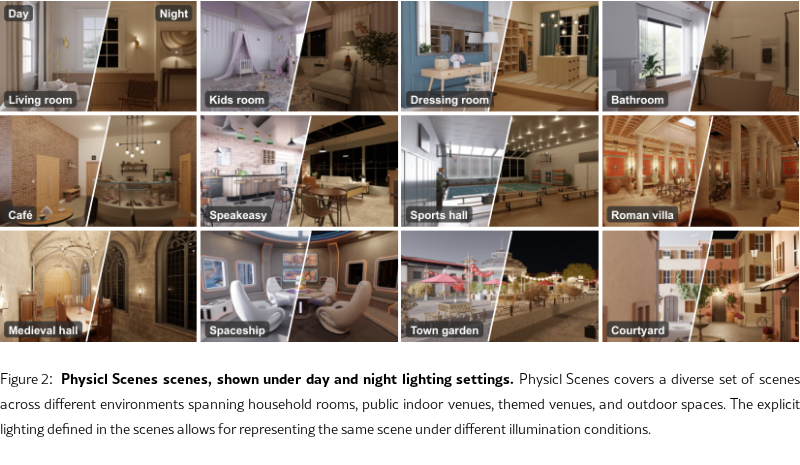 Day
Night
Living room
Kids room
Dressing room
Bathroom
Café
Speakeasy
Sports hall
Roman villa
Medieval hall
Spaceship
Town garden
Courtyard
Figure 2: Physicl Scenes scenes, shown under day and night lighting settings. Physicl Scenes covers a diverse set of scenes
across different environments spanning household rooms, public indoor venues, themed venues, and outdoor spaces. The explicit
lighting defined in the scenes allows for representing the same scene under different illumination conditions.